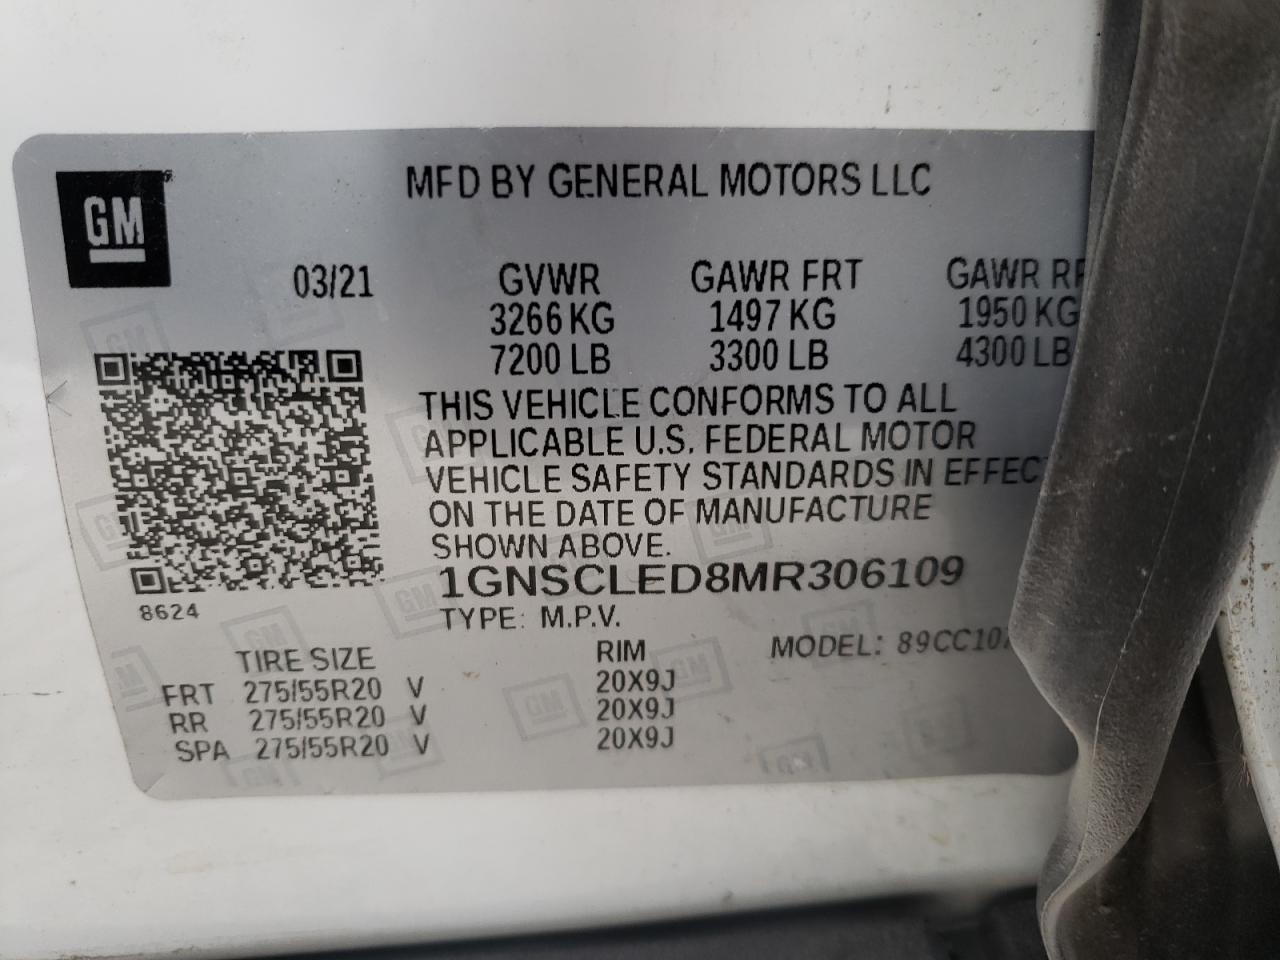 GM
MFD BY GENERAL MOTORS LLC
03/21 GVWR GAWR FRT GAWR
3266 KG 1497 KG 1950 KG
7200 LB 3300 LB 4300 LB
THIS VEHICLE CONFORMS TO ALL
APPLICABLE U.S. FEDERAL MOTOR
VEHICLE SAFETY STANDARDS IN
ON THE DATE OF MANUFACTURE
SHOWN ABOVE.
1GNSCLED8MR306109
8624
TYPE: M.P.V.
TIRE SIZE RIM MODEL:
FRT 275/55R20 V 20X9J
RR 275/55R20 V 20X9J
SPA 275/55R20 V 20X9J